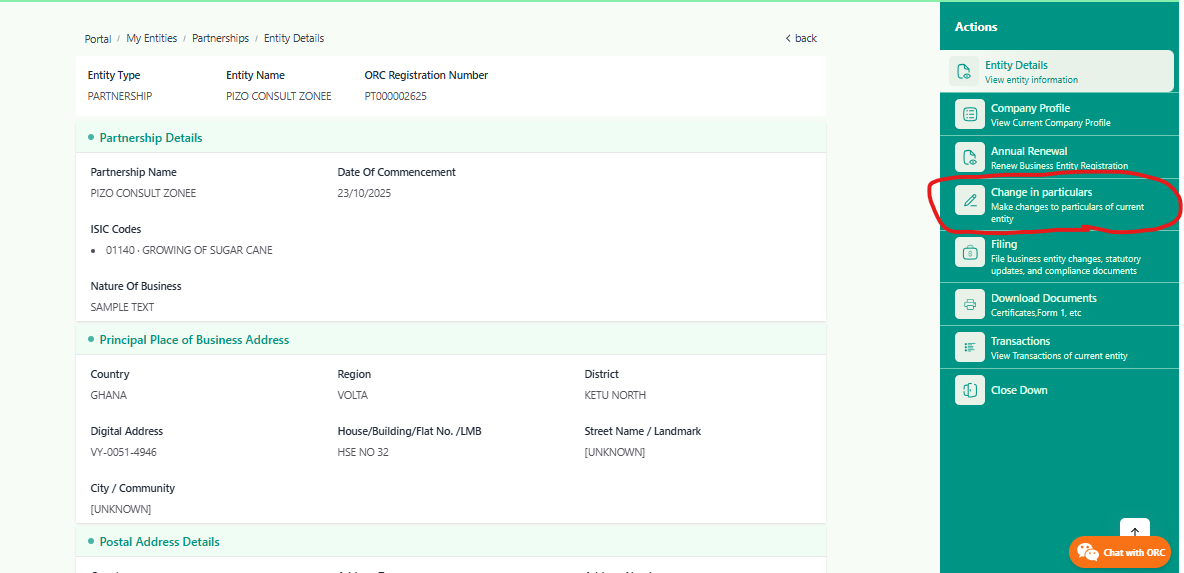 Portal / My Entities / Partnerships / Entity Details
back
Entity Type Entity Name ORC Registration Number
PARTNERSHIP PIZO CONSULT ZONEE PT000002625
Partnership Details
Partnership Name Date Of Commencement
PIZO CONSULT ZONEE 23/10/2025
ISIC Codes
• 01140 · GROWING OF SUGAR CANE
Nature Of Business
SAMPLE TEXT
Principal Place of Business Address
Country Region District
GHANA VOLTA KETU NORTH
Digital Address House/Building/Flat No. /LMB Street Name / Landmark
VY-0051-4946 HSE NO 32 [UNKNOWN]
City / Community
[UNKNOWN]
Postal Address Details
Actions
Entity Details
View entity information
Company Profile
View Current Company Profile
Annual Renewal
Renew Business Entity Registration
Change in particulars
Make changes to particulars of current
entity
Filing
File business entity changes, statutory
updates, and compliance documents
Download Documents
Certificates,Form 1, etc
Transactions
View Transactions of current entity
Close Down
Chat with ORC